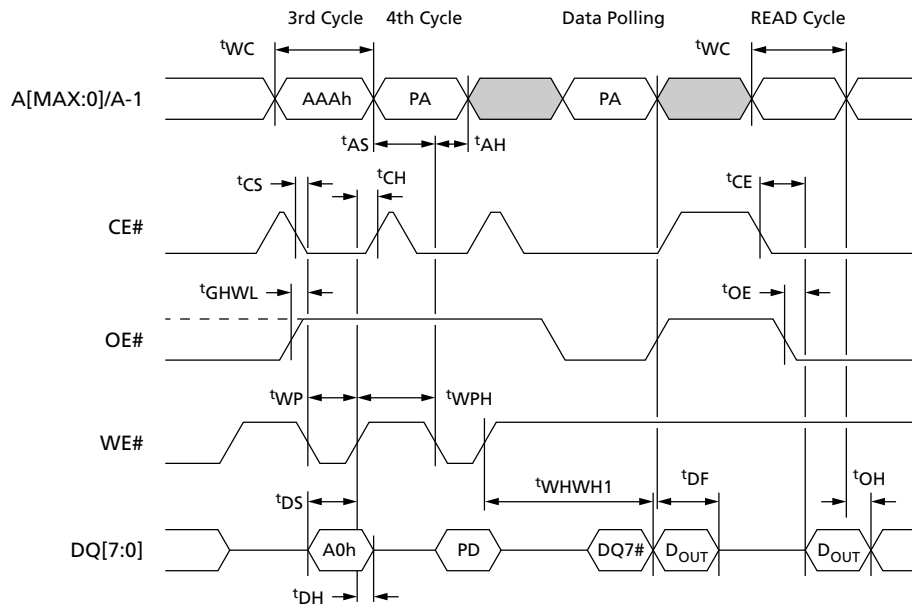 3rd Cycle 4th Cycle Data Polling READ Cycle
tWC tWC
A[MAX:0]/A-1 AAAh PA PA
tAS tAH
tCS tCH tCE
CE#
tGHWL tOE
OE#
tWP tWPH
WE#
tWHWH1 tDF tOH
tDS
DQ[7:0] A0h PD DQ7# DOUT DOUT
tDH